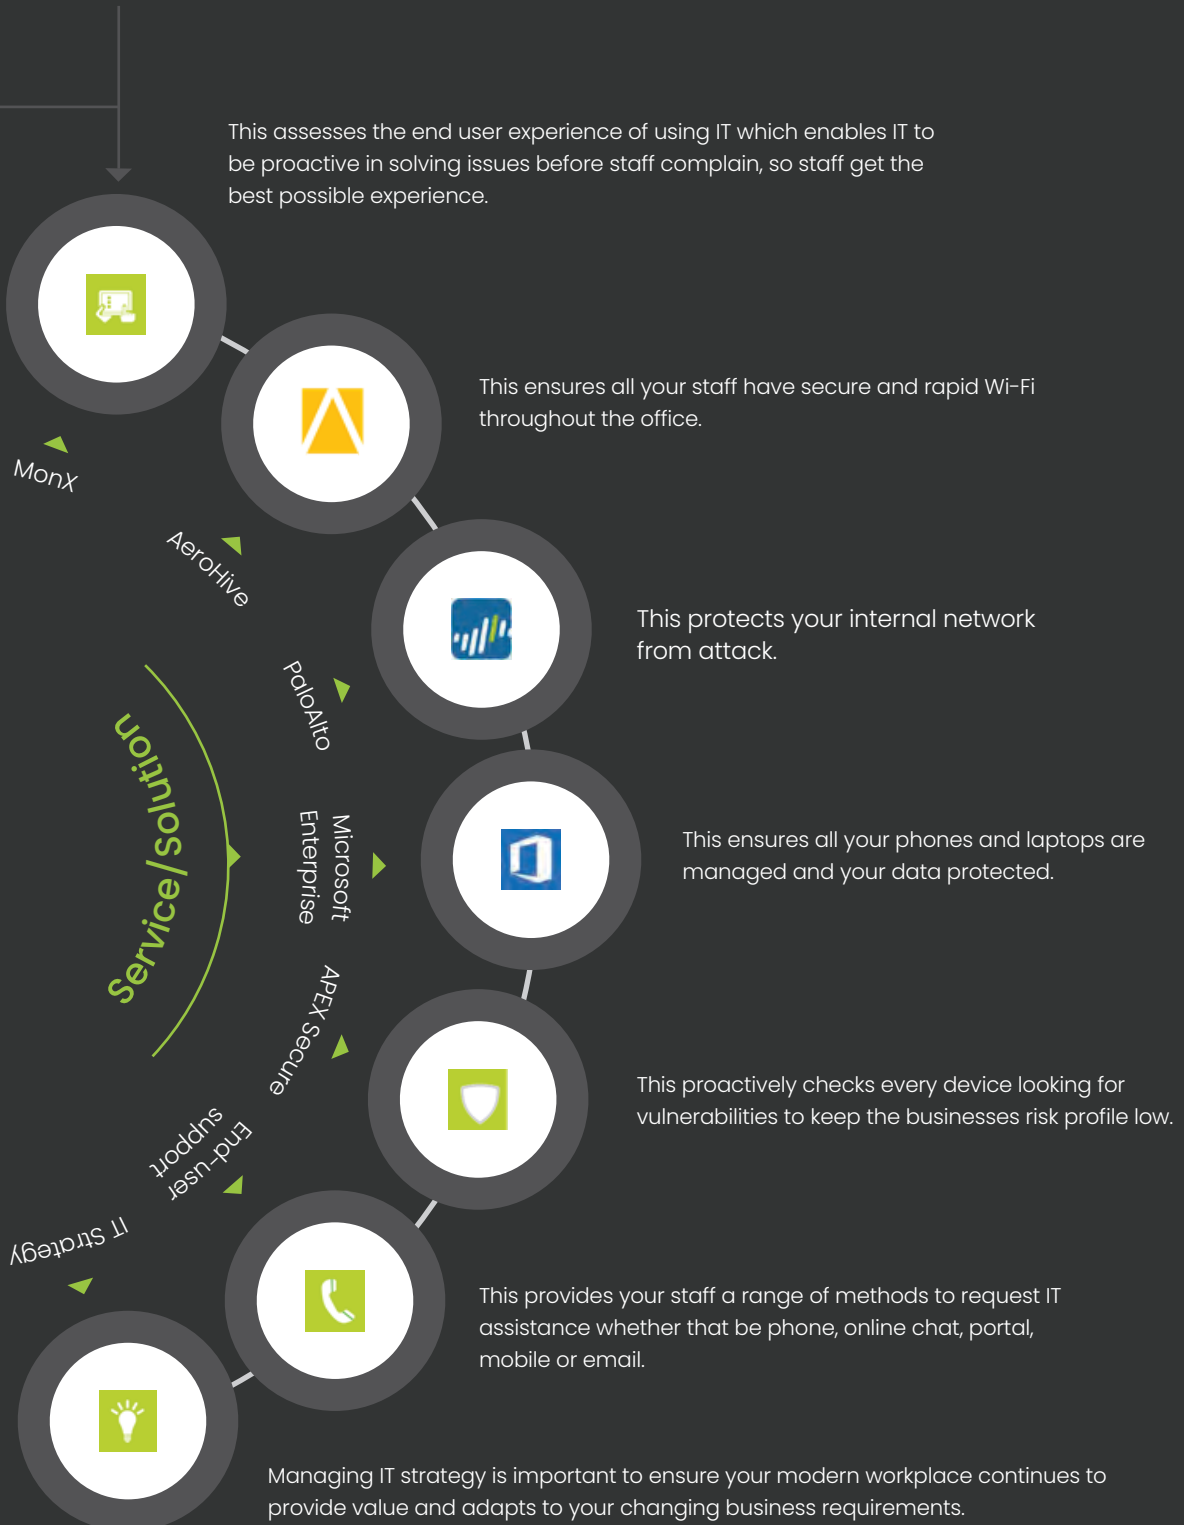 This assesses the end user experience of using IT which enables IT to
be proactive in solving issues before staff complain, so staff get the
best possible experience.
MonX
This ensures all your staff have secure and rapid Wi-Fi
throughout the office.
AeroHive
This protects your internal network
from attack.
PaloAlto
Service/solution
Microsoft
Enterprise
This ensures all your phones and laptops are
managed and your data protected.
APEX Secure
This proactively checks every device looking for
vulnerabilities to keep the businesses risk profile low.
End-user
support
This provides your staff a range of methods to request IT
assistance whether that be phone, online chat, portal,
mobile or email.
IT Strategy
Managing IT strategy is important to ensure your modern workplace continues to
provide value and adapts to your changing business requirements.